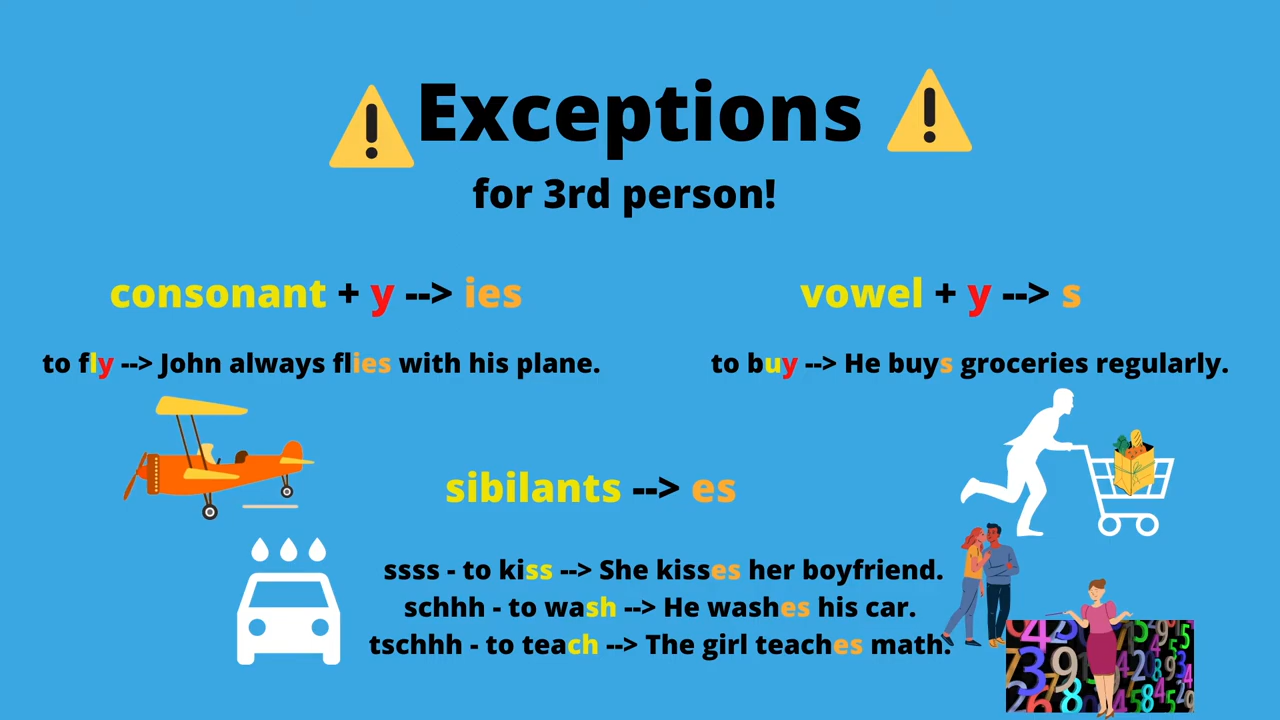 Exceptions
for 3rd person!
consonant + y --> ies
to fly --> John always flies with his plane.
vowel + y --> s
to buy --> He buys groceries regularly.
sibilants --> es
ssss - to kiss --> She kisses her boyfriend.
schhh - to wash --> He washes his car.
tschhh - to teach --> The girl teaches math.